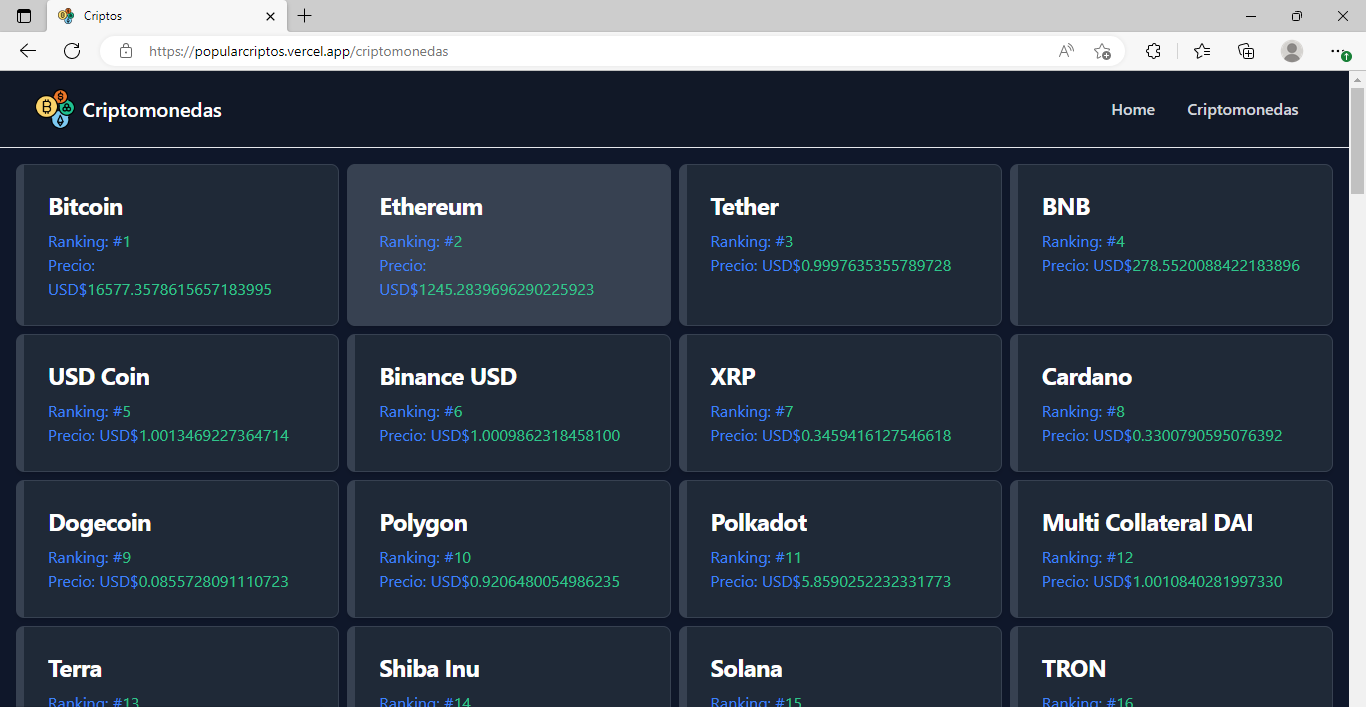 Criptos
https://popularcriptos.vercel.app/criptomonedas
Criptomonedas
Home
Criptomonedas
Bitcoin
Ranking: #1
Precio:
USD$16577.3578615657183995
Ethereum
Ranking: #2
Precio:
USD$1245.2839696290225923
Tether
Ranking: #3
Precio: USD$0.9997635355789728
BNB
Ranking: #4
Precio: USD$278.5520088422183896
USD Coin
Ranking: #5
Precio: USD$1.0013469227364714
Binance USD
Ranking: #6
Precio: USD$1.0009862318458100
XRP
Ranking: #7
Precio: USD$0.3459416127546618
Cardano
Ranking: #8
Precio: USD$0.3300790595076392
Dogecoin
Ranking: #9
Precio: USD$0.0855728091110723
Polygon
Ranking: #10
Precio: USD$0.9206480054986235
Polkadot
Ranking: #11
Precio: USD$5.8590252232331773
Multi Collateral DAI
Ranking: #12
Precio: USD$1.0010840281997330
Terra
Ranking: #13
Shiba Inu
Ranking: #14
Solana
Ranking: #15
TRON
Ranking: #16